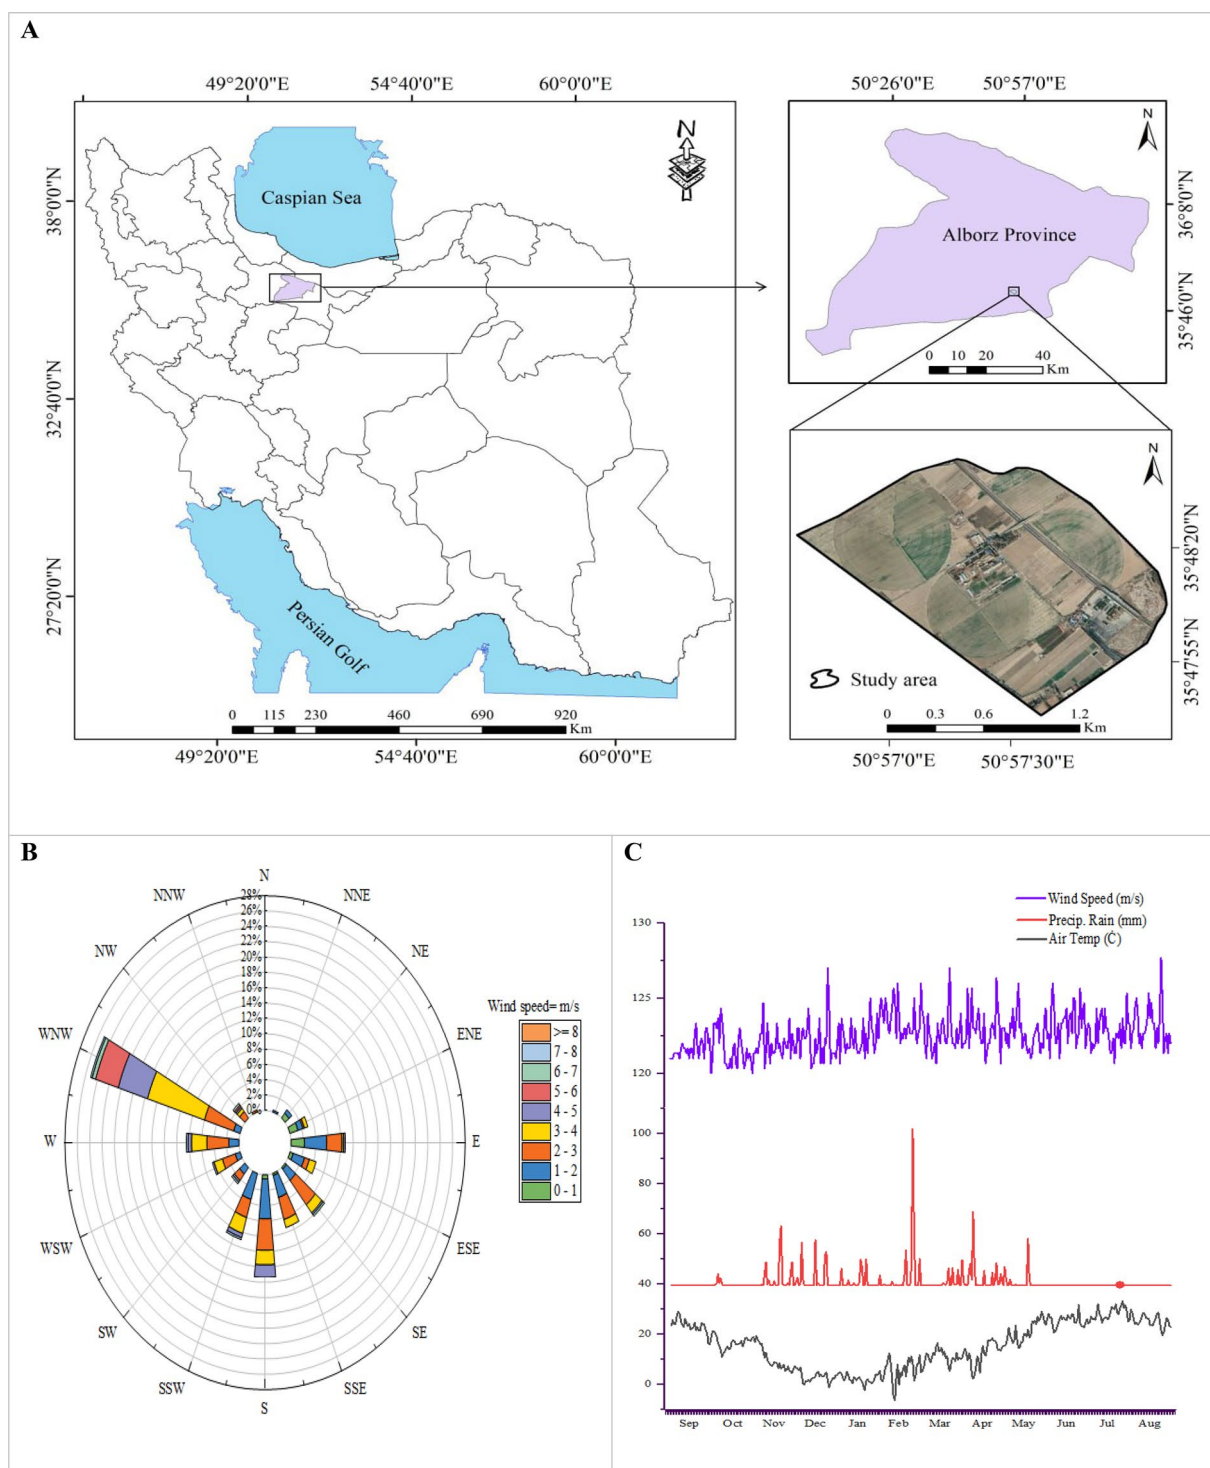 A
49°20'0"E
54°40'0"E
60°0'0"E
38°0'0"N
32°40'0"N
27°20'0"N
N
Caspian Sea
Persian Golf
0 115 230 460 690 920
Km
49°20'0"E
54°40'0"E
60°0'0"E
50°26'0"E
50°57'0"E
N
36°8'0"N
35°46'0"N
Alborz Province
0 10 20 40
Km
N
35°48'20"N
35°47'55"N
Study area
0 0.3 0.6 1.2
Km
50°57'0"E
50°57'30"E
B
N
NNE
NE
ENE
E
ESE
SE
SSE
S
SSW
SW
WSW
W
WNW
NW
NNW
28%
26%
24%
22%
20%
18%
16%
14%
12%
10%
8%
6%
4%
2%
0%
Wind speed= m/s
>= 8
7 - 8
6 - 7
5 - 6
4 - 5
3 - 4
2 - 3
1 - 2
0 - 1
C
Wind Speed (m/s)
Precip. Rain (mm)
Air Temp (Ċ)
130
125
120
100
80
60
40
20
0
Sep Oct Nov Dec Jan Feb Mar Apr May Jun Jul Aug